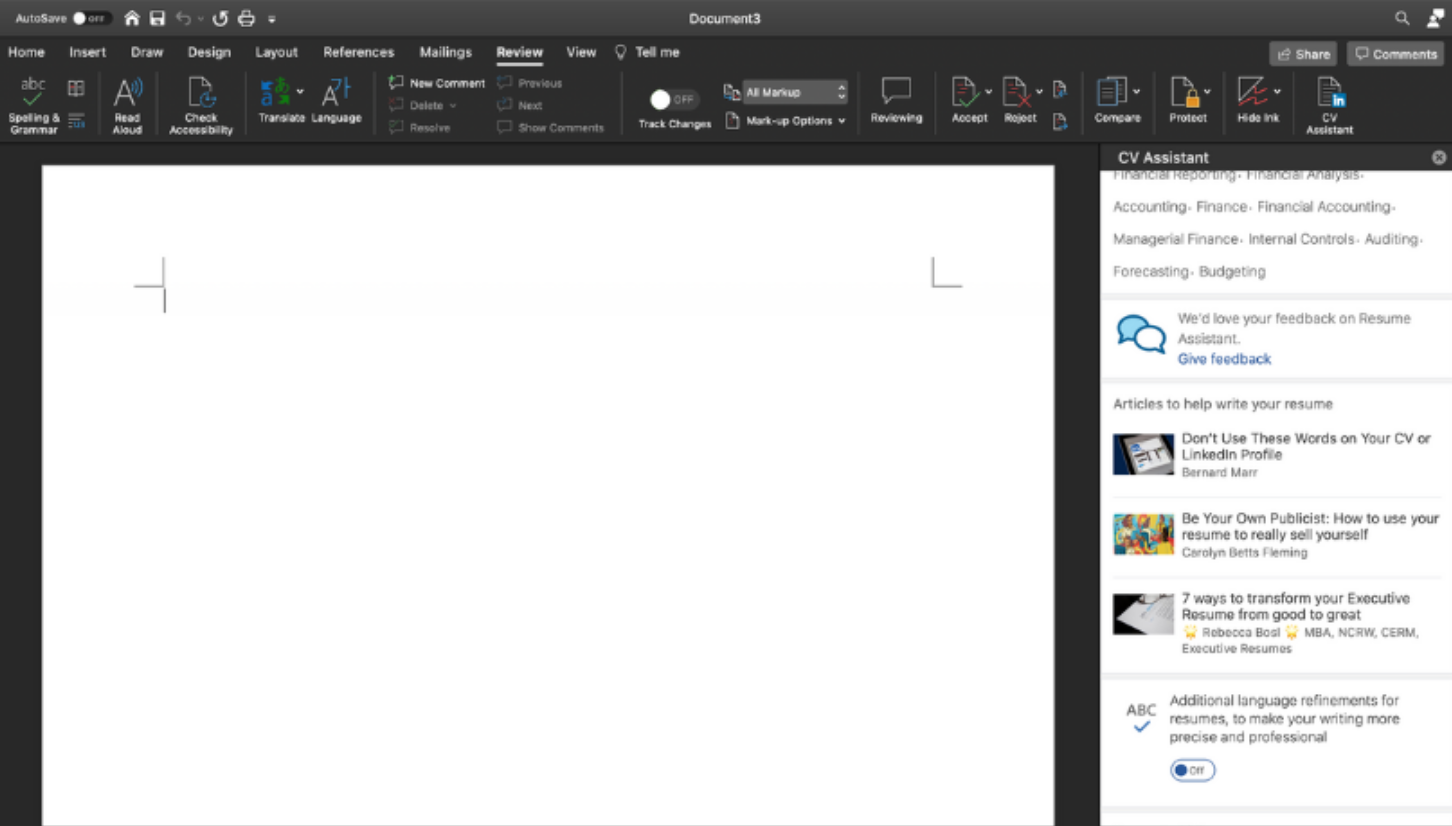 AutoSave OFF
Document3
Home Insert Draw Design Layout References Mailings Review View Tell me
Share Comments
abc
Spelling & Grammar
Read Aloud
Check Accessibility
Translate
Language
New Comment
Delete
Resolve
Previous
Next
Show Comments
OFF
Track Changes
All Markup
Mark-up Options
Reviewing
Accept
Reject
Compare
Protect
Hide Ink
in
CV Assistant
CV Assistant
Financial Reporting· Financial Analysis·
Accounting· Finance· Financial Accounting·
Managerial Finance· Internal Controls· Auditing·
Forecasting· Budgeting
We'd love your feedback on Resume
Assistant.
Give feedback
Articles to help write your resume
Don't Use These Words on Your CV or
LinkedIn Profile
Bernard Marr
Be Your Own Publicist: How to use your
resume to really sell yourself
Carolyn Betts Fleming
7 ways to transform your Executive
Resume from good to great
🌟 Rebecca Bosl 🌟 MBA, NCRW, CERM,
Executive Resumes
ABC
Additional language refinements for
resumes, to make your writing more
precise and professional
Off